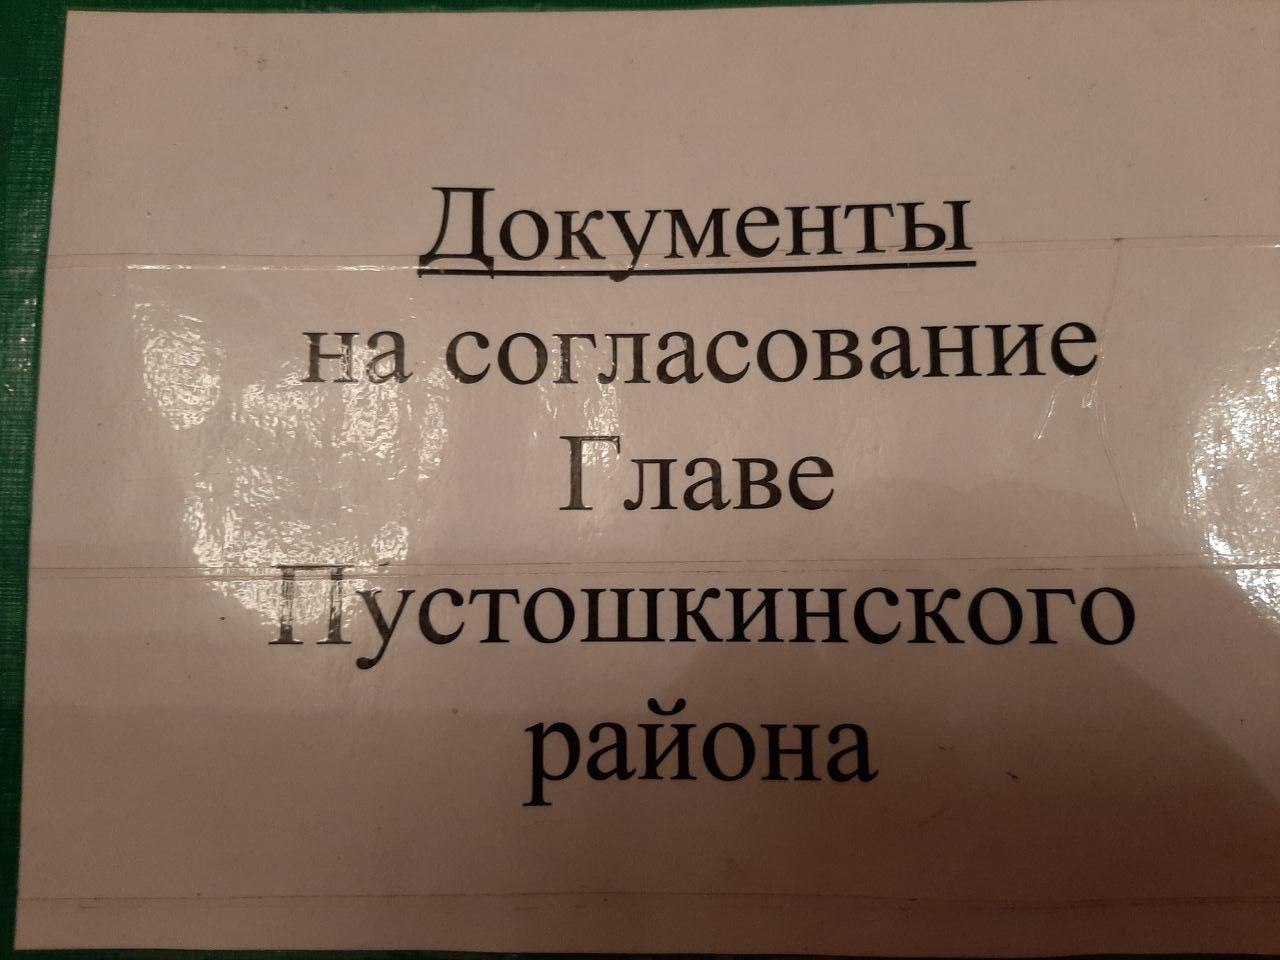 Документы
на согласование
Главе
Пустошкинского
района